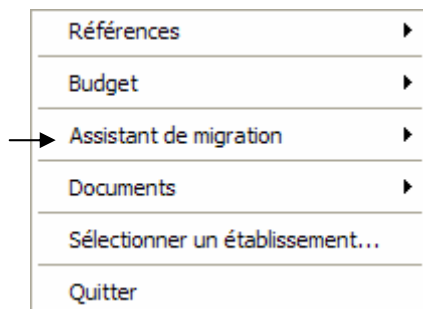 Références
Budget
Assistant de migration
Documents
Sélectionner un établissement...
Quitter